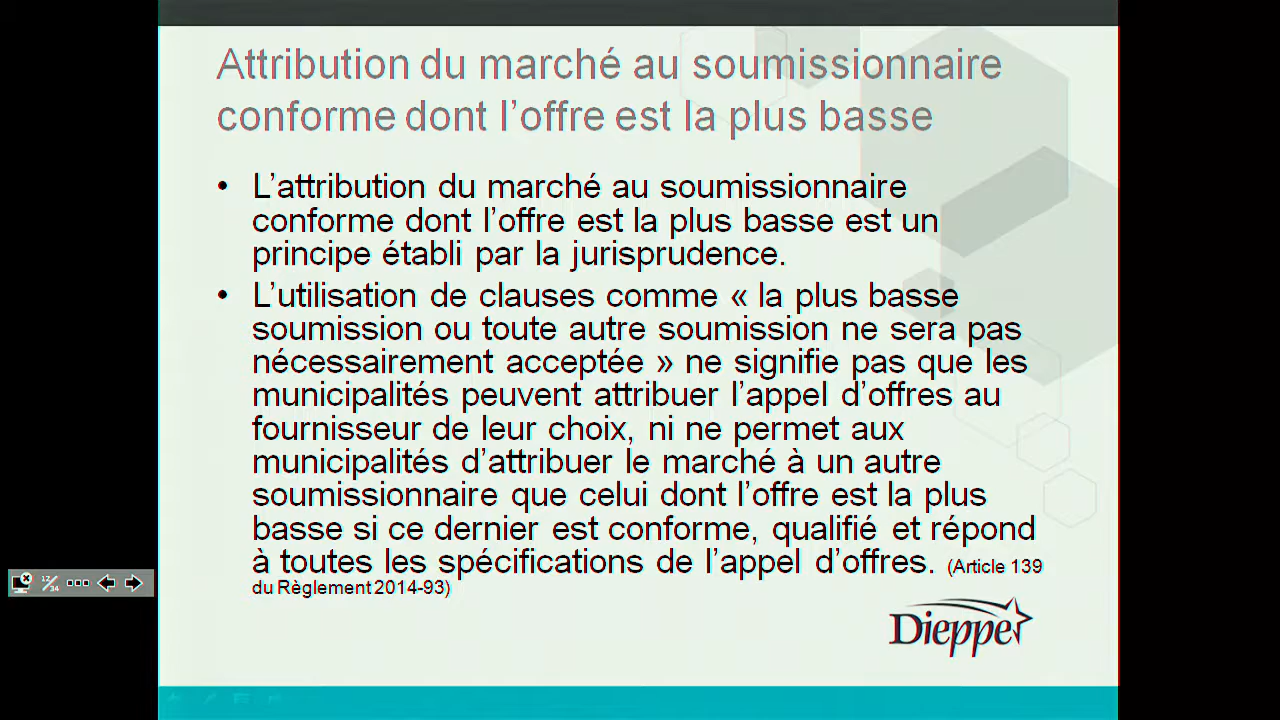 Attribution du marché au soumissionnaire
conforme dont l’offre est la plus basse
• L’attribution du marché au soumissionnaire
conforme dont l’offre est la plus basse est un
principe établi par la jurisprudence.
• L’utilisation de clauses comme « la plus basse
soumission ou toute autre soumission ne sera pas
nécessairement acceptée » ne signifie pas que les
municipalités peuvent attribuer l’appel d’offres au
fournisseur de leur choix, ni ne permet aux
municipalités d’attribuer le marché à un autre
soumissionnaire que celui dont l’offre est la plus
basse si ce dernier est conforme, qualifié et répond
à toutes les spécifications de l’appel d’offres. (Article 139
du Règlement 2014-93)
12/34
Dieppe